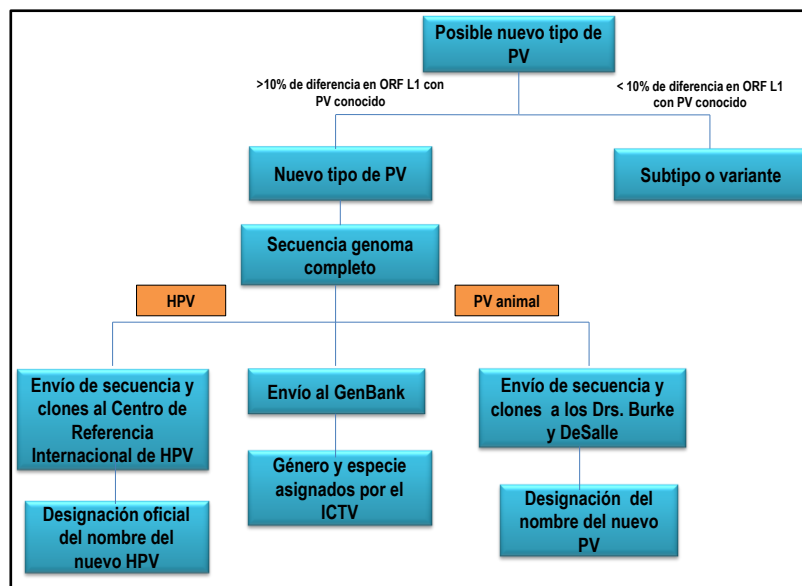 Posible nuevo tipo de
PV
>10% de diferencia en ORF L1 con
PV conocido
< 10% de diferencia en ORF L1
con PV conocido
Nuevo tipo de PV
Subtipo o variante
Secuencia genoma
completo
HPV
PV animal
Envío de secuencia y
clones al Centro de
Referencia
Internacional de HPV
Envío al GenBank
Envío de secuencia y
clones a los Drs. Burke
y DeSalle
Género y especie
asignados por el
ICTV
Designación oficial
del nombre del
nuevo HPV
Designación del
nombre del nuevo
PV